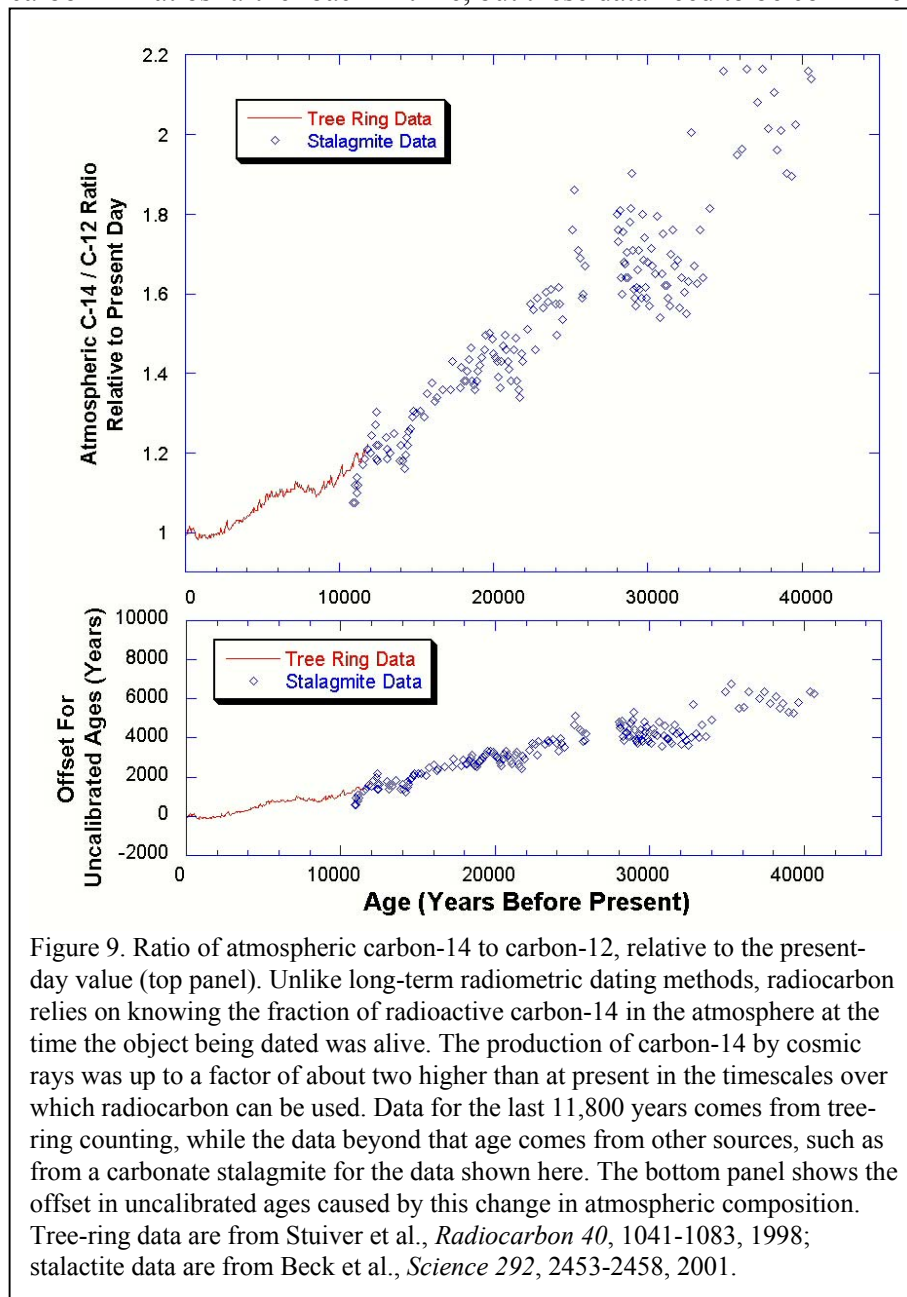 2.2
2
1.8
1.6
1.4
1.2
1
Atmospheric C-14 / C-12 Ratio
Relative to Present Day
Tree Ring Data
Stalagmite Data
0 10000 20000 30000 40000
10000
8000
6000
4000
2000
0
-2000
Offset For
Uncalibrated Ages (Years)
Tree Ring Data
Stalagmite Data
0 10000 20000 30000 40000
Age (Years Before Present)
Figure 9. Ratio of atmospheric carbon-14 to carbon-12, relative to the present-
day value (top panel). Unlike long-term radiometric dating methods, radiocarbon
relies on knowing the fraction of radioactive carbon-14 in the atmosphere at the
time the object being dated was alive. The production of carbon-14 by cosmic
rays was up to a factor of about two higher than at present in the timescales over
which radiocarbon can be used. Data for the last 11,800 years comes from tree-
ring counting, while the data beyond that age comes from other sources, such as
from a carbonate stalagmite for the data shown here. The bottom panel shows the
offset in uncalibrated ages caused by this change in atmospheric composition.
Tree-ring data are from Stuiver et al., Radiocarbon 40, 1041-1083, 1998;
stalactite data are from Beck et al., Science 292, 2453-2458, 2001.